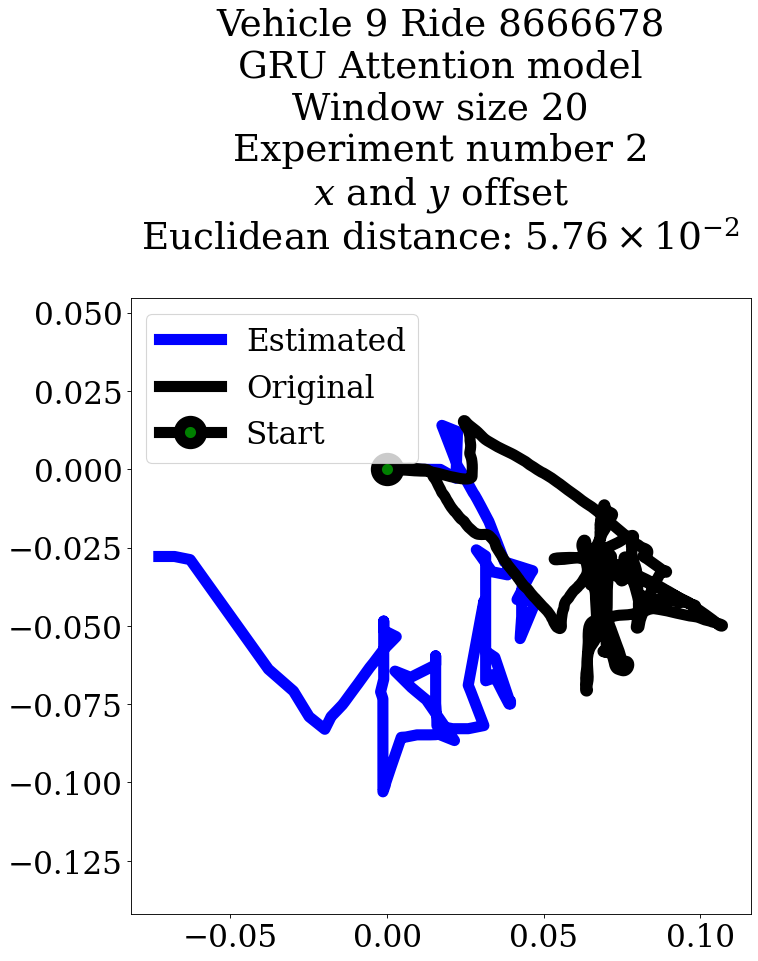 Vehicle 9 Ride 8666678
GRU Attention model
Window size 20
Experiment number 2
x and y offset
Euclidean distance: 5.76 × 10⁻²
0.050
0.025
0.000
−0.025
−0.050
−0.075
−0.100
−0.125
Estimated
Original
Start
−0.05
0.00
0.05
0.10